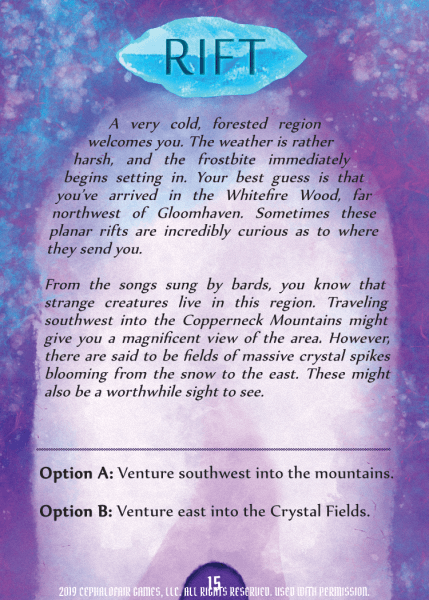 RIFT
A very cold, forested region
welcomes you. The weather is rather
harsh, and the frostbite immediately
begins setting in. Your best guess is that
you've arrived in the Whitefire Wood, far
northwest of Gloomhaven. Sometimes these
planar rifts are incredibly curious as to where
they send you.
From the songs sung by bards, you know that
strange creatures live in this region. Traveling
southwest into the Copperneck Mountains might
give you a magnificent view of the area. However,
there are said to be fields of massive crystal spikes
blooming from the snow to the east. These might
also be a worthwhile sight to see.
Option A: Venture southwest into the mountains.
Option B: Venture east into the Crystal Fields.
15
2019 CEPHALOFAIR GAMES, LLC. ALL RIGHTS RESERVED. USED WITH PERMISSION.